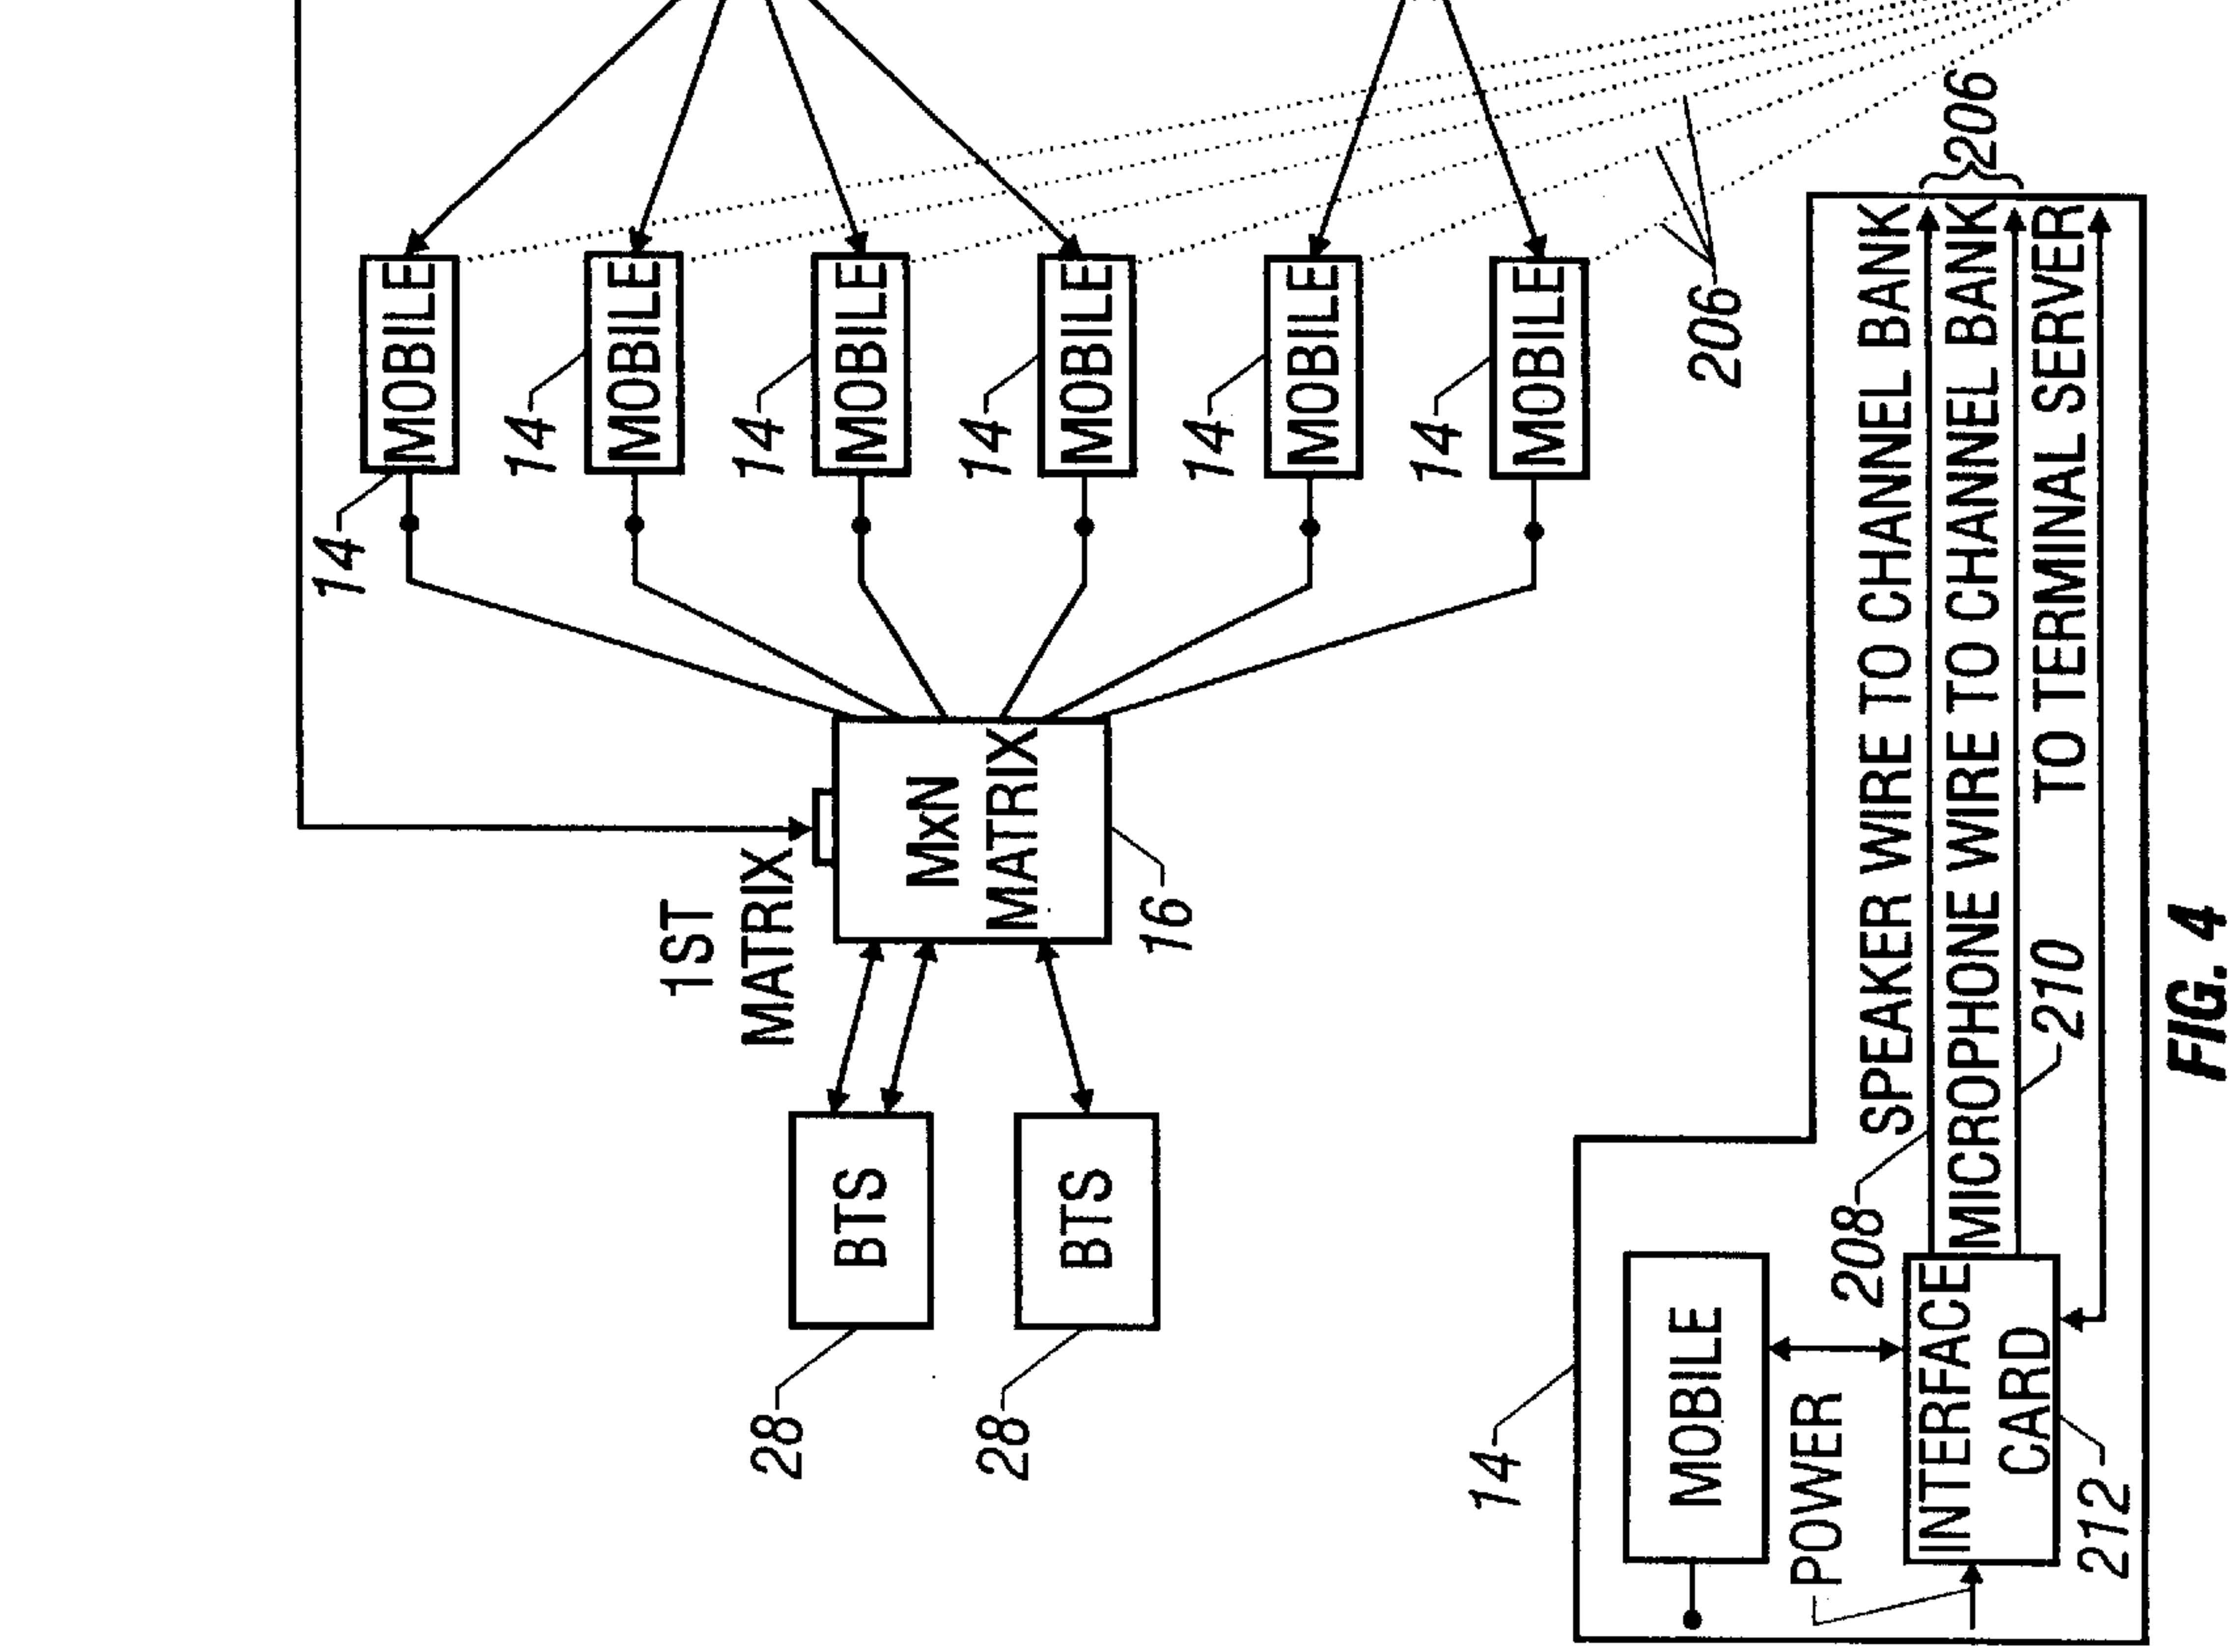 28
BTS
28
BTS
1ST
MATRIX
MxN
MATRIX
16
14
MOBILE
14
MOBILE
14
MOBILE
14
MOBILE
14
MOBILE
14
MOBILE
206
14
MOBILE
POWER
INTERFACE
CARD
212
208
SPEAKER WIRE TO CHANNEL BANK
MICROPHONE WIRE TO CHANNEL BANK
206
210
TO TERMINAL SERVER
FIG. 4